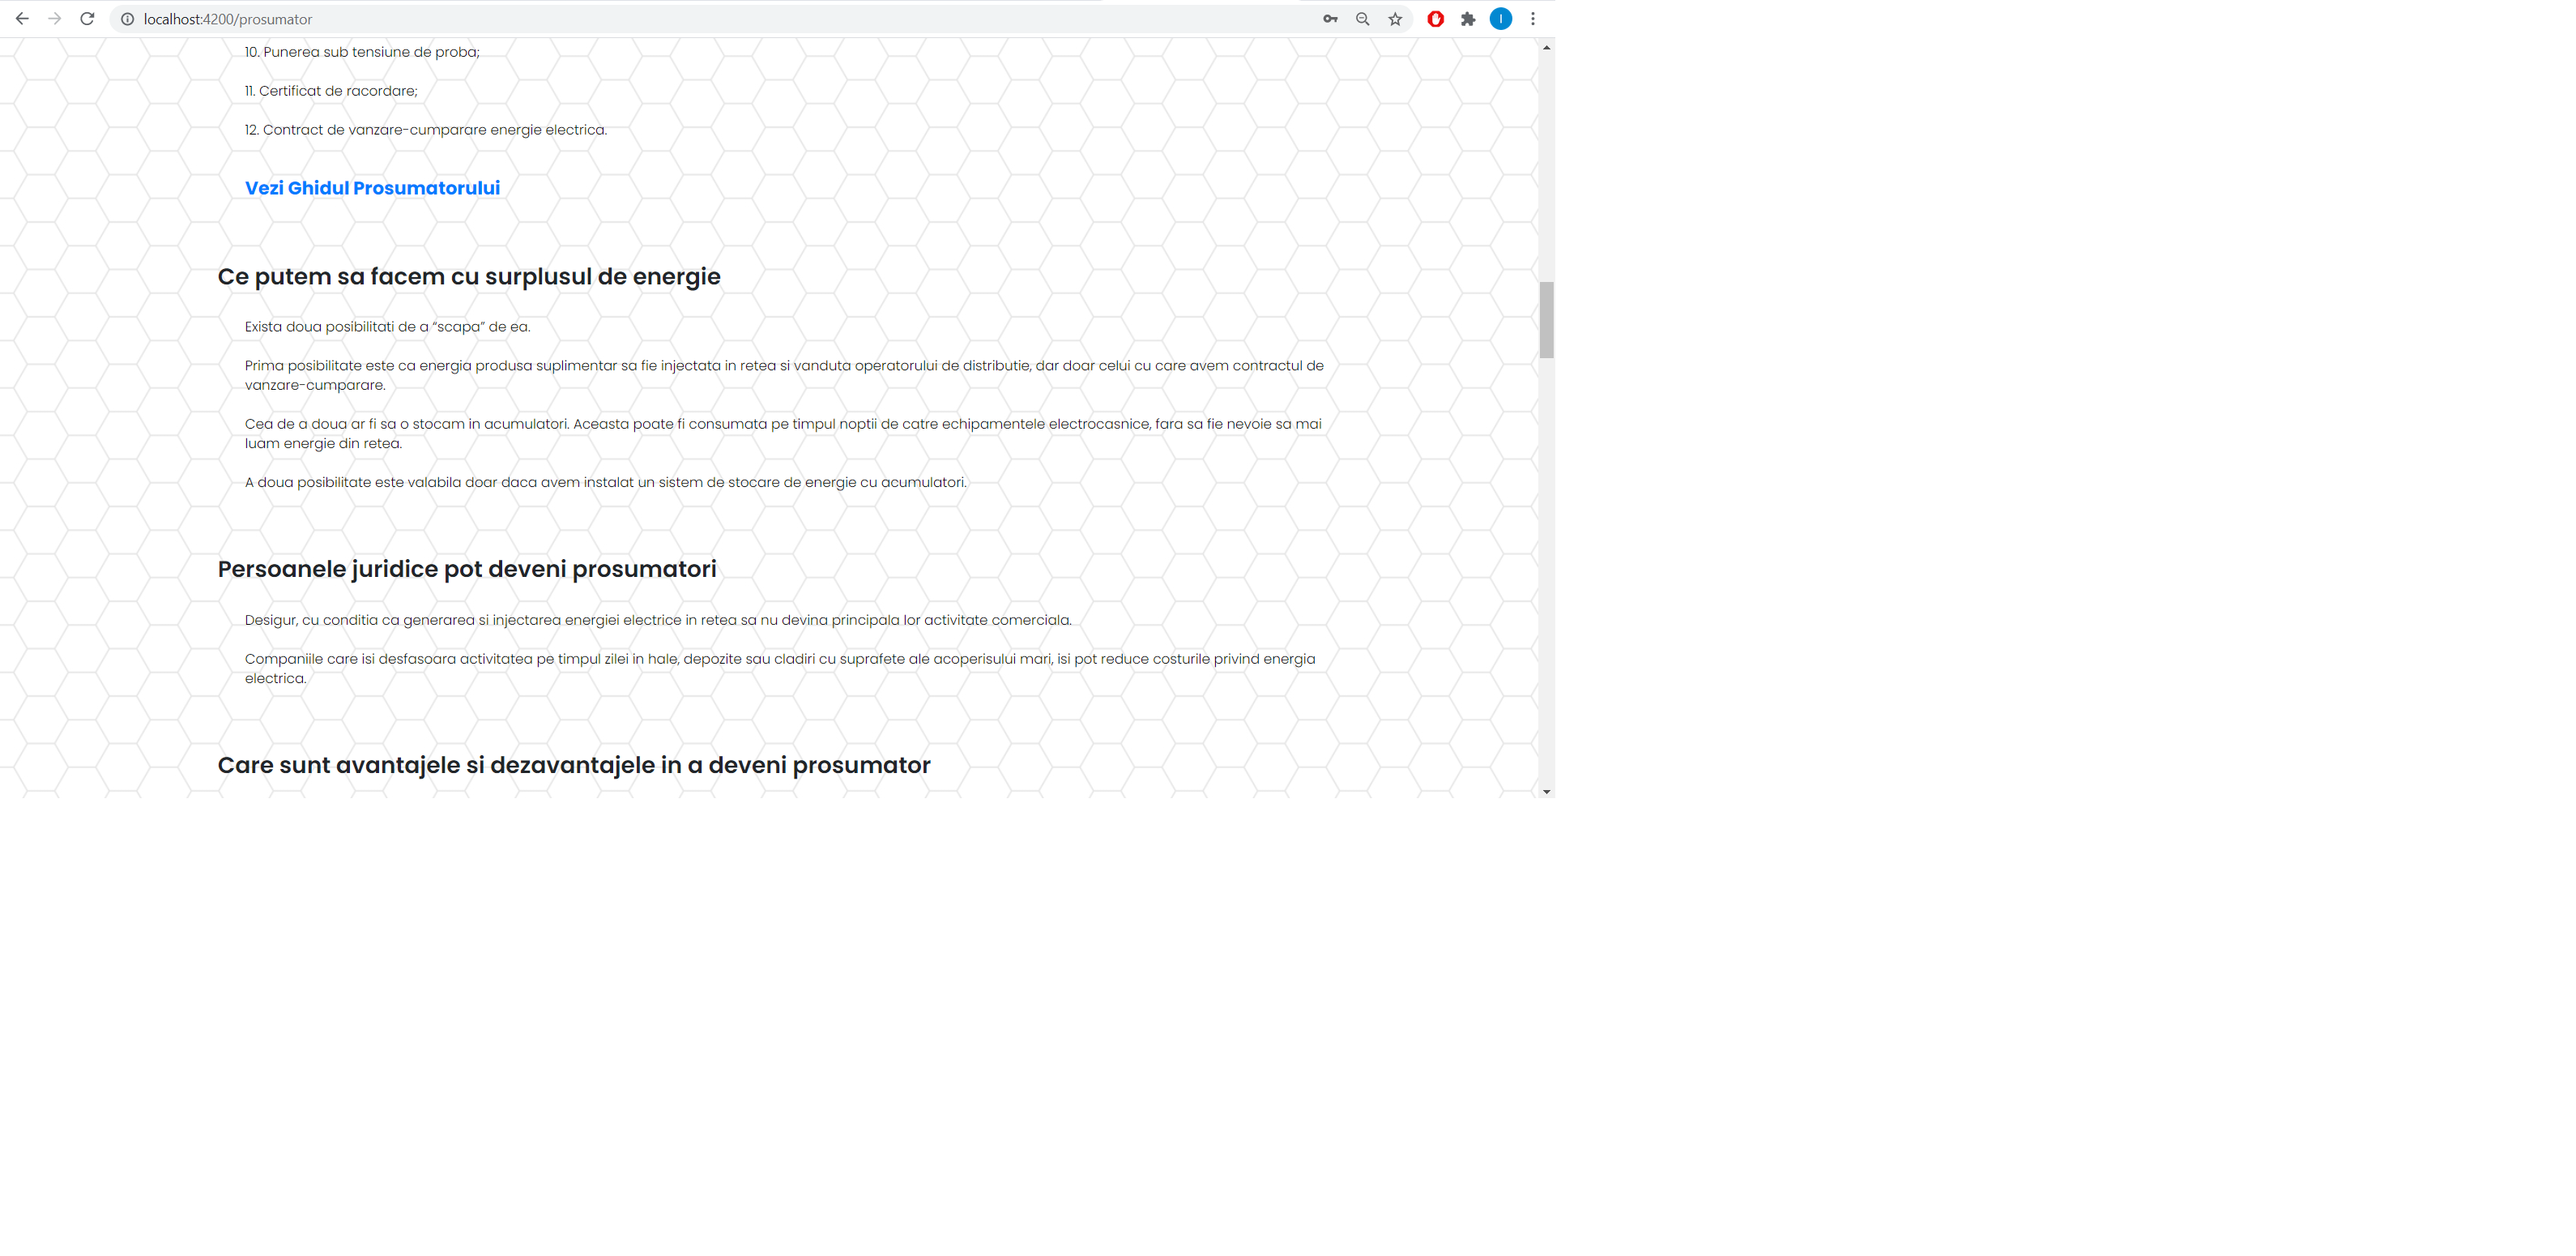 localhost:4200/prosumator
I
10. Punerea sub tensiune de proba;
11. Certificat de racordare;
12. Contract de vanzare-cumparare energie electrica.
Vezi Ghidul Prosumatorului
Ce putem sa facem cu surplusul de energie
Exista doua posibilitati de a “scapa” de ea.
Prima posibilitate este ca energia produsa suplimentar sa fie injectata in retea si vanduta operatorului de distributie, dar doar celui cu care avem contractul de
vanzare-cumparare.
Cea de a doua ar fi sa o stocam in acumulatori. Aceasta poate fi consumata pe timpul noptii de catre echipamentele electrocasnice, fara sa fie nevoie sa mai
luam energie din retea.
A doua posibilitate este valabila doar daca avem instalat un sistem de stocare de energie cu acumulatori.
Persoanele juridice pot deveni prosumatori
Desigur, cu conditia ca generarea si injectarea energiei electrice in retea sa nu devina principala lor activitate comerciala.
Companiile care isi desfasoara activitatea pe timpul zilei in hale, depozite sau cladiri cu suprafete ale acoperisului mari, isi pot reduce costurile privind energia
electrica.
Care sunt avantajele si dezavantajele in a deveni prosumator